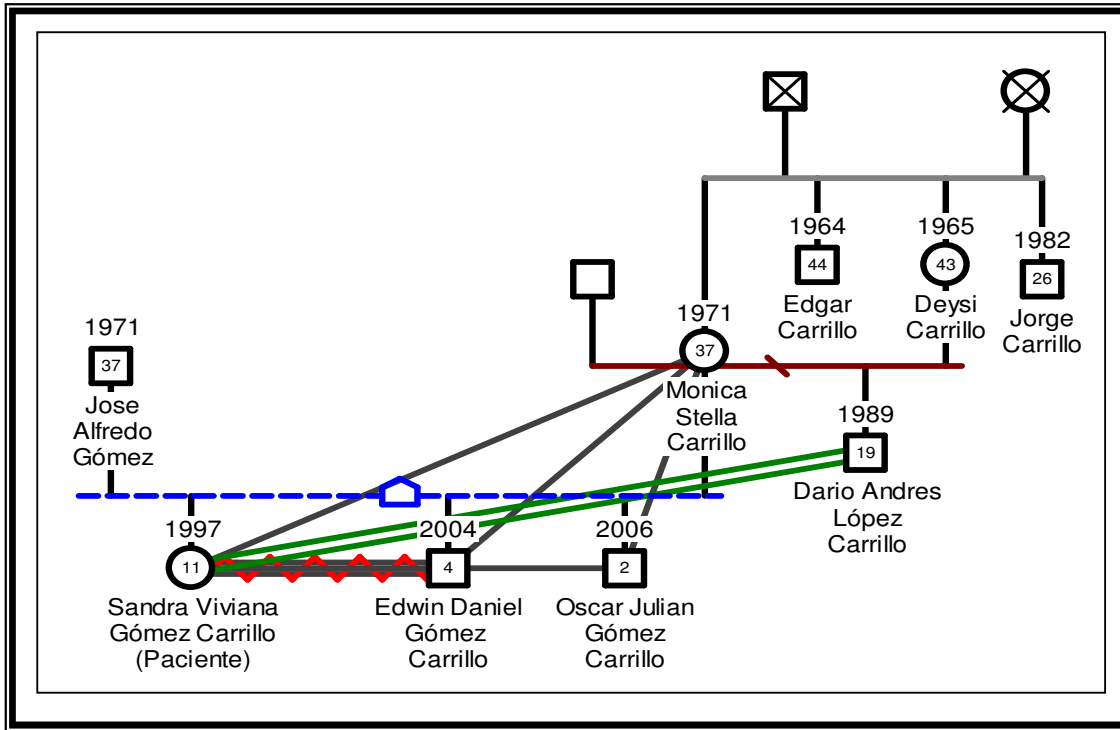 1964
44
Edgar
Carrillo
1965
43
Deysi
Carrillo
1982
26
Jorge
Carrillo
1971
37
Monica
Stella
Carrillo
1971
37
Jose
Alfredo
Gómez
1989
19
Dario Andres
López
Carrillo
1997
11
Sandra Viviana
Gómez Carrillo
(Paciente)
2004
4
Edwin Daniel
Gómez
Carrillo
2006
2
Oscar Julian
Gómez
Carrillo